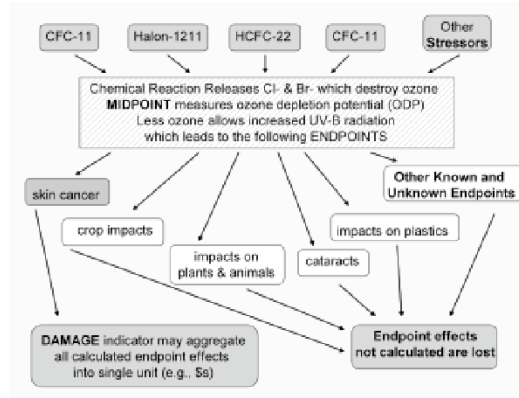 CFC-11
Halon-1211
HCFC-22
CFC-11
Other
Stressors
Chemical Reaction Releases Cl- & Br- which destroy ozone
MIDPOINT measures ozone depletion potential (ODP)
Less ozone allows increased UV-B radiation
which leads to the following ENDPOINTS
skin cancer
Other Known and
Unknown Endpoints
crop impacts
impacts on plastics
impacts on
plants & animals
cataracts
DAMAGE indicator may aggregate
all calculated endpoint effects
into single unit (e.g., $s)
Endpoint effects
not calculated are lost